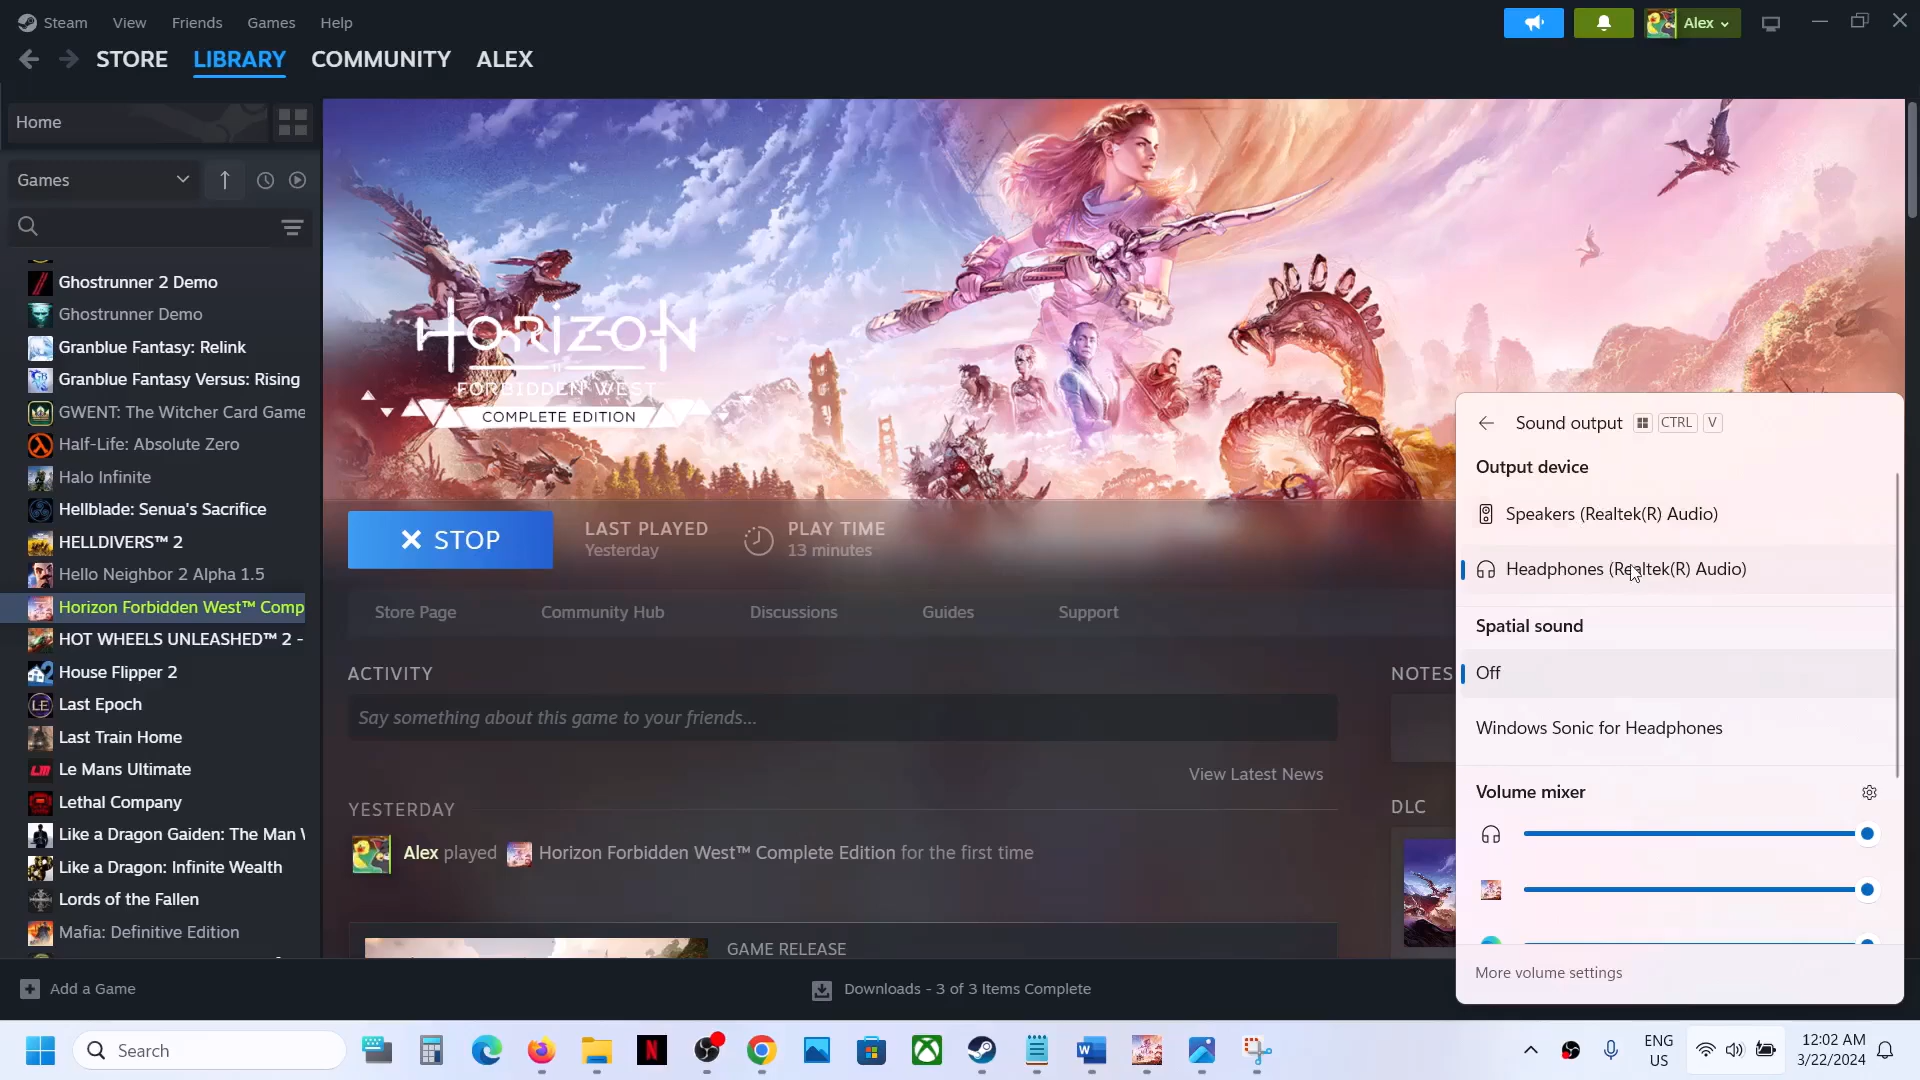 Steam View Friends Games Help
Alex
STORE LIBRARY COMMUNITY ALEX
Home
Games
Ghostrunner 2 Demo
Ghostrunner Demo
Granblue Fantasy: Relink
Granblue Fantasy Versus: Rising
GWENT: The Witcher Card Game
Half-Life: Absolute Zero
Halo Infinite
Hellblade: Senua's Sacrifice
HELLDIVERS™ 2
Hello Neighbor 2 Alpha 1.5
Horizon Forbidden West™ Comp
HOT WHEELS UNLEASHED™ 2 -
House Flipper 2
Last Epoch
Last Train Home
Le Mans Ultimate
Lethal Company
Like a Dragon Gaiden: The Man
Like a Dragon: Infinite Wealth
Lords of the Fallen
Mafia: Definitive Edition
HORIZON
FORBIDDEN WEST
COMPLETE EDITION
STOP
LAST PLAYED
Yesterday
PLAY TIME
13 minutes
Store Page Community Hub Discussions Guides Support
ACTIVITY
Say something about this game to your friends...
View Latest News
YESTERDAY
Alex played Horizon Forbidden West™ Complete Edition for the first time
GAME RELEASE
NOTES
DLC
Sound output CTRL V
Output device
Speakers (Realtek(R) Audio)
Headphones (Realtek(R) Audio)
Spatial sound
Off
Windows Sonic for Headphones
Volume mixer
More volume settings
Add a Game
Downloads - 3 of 3 Items Complete
Search
ENG
US
12:02 AM
3/22/2024